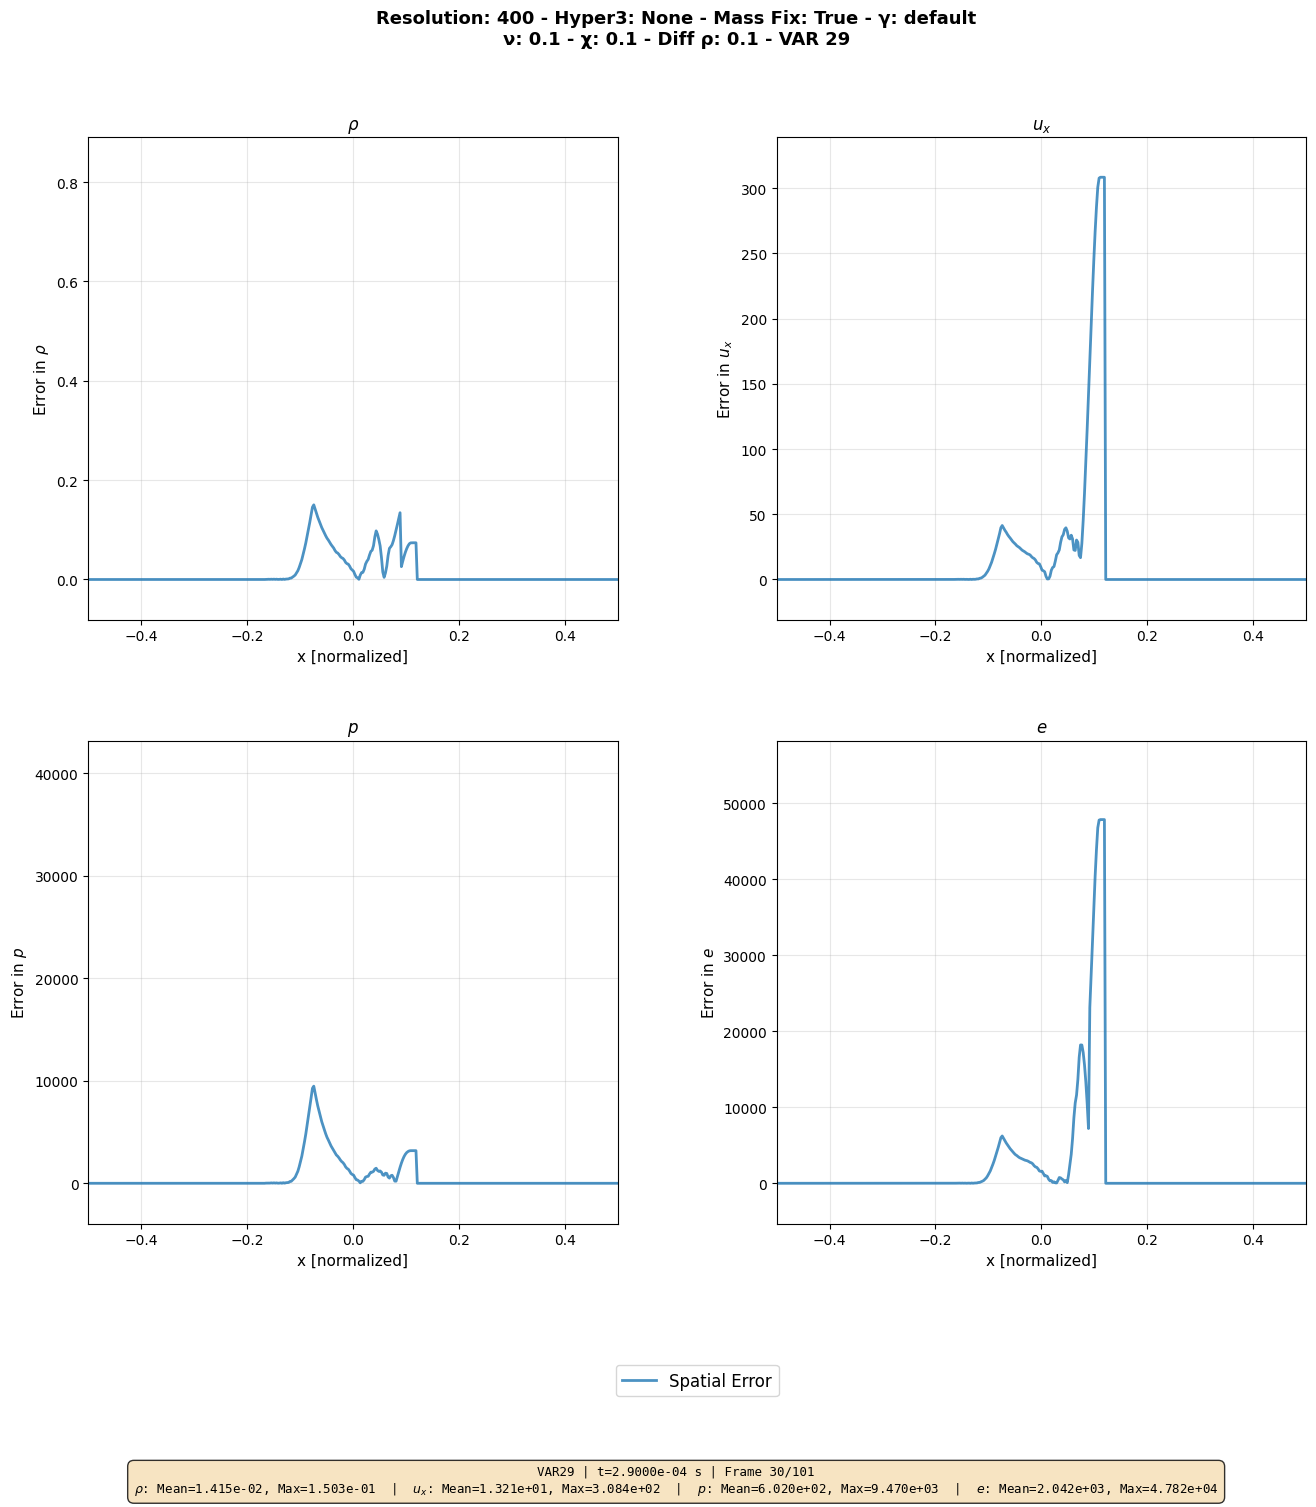 Resolution: 400 - Hyper3: None - Mass Fix: True - γ: default
ν: 0.1 - χ: 0.1 - Diff ρ: 0.1 - VAR 29
ρ
Error in ρ
0.8
0.6
0.4
0.2
0.0
−0.4 −0.2 0.0 0.2 0.4
x [normalized]
u_x
Error in u_x
300
250
200
150
100
50
0
−0.4 −0.2 0.0 0.2 0.4
x [normalized]
p
Error in p
40000
30000
20000
10000
0
−0.4 −0.2 0.0 0.2 0.4
x [normalized]
e
Error in e
50000
40000
30000
20000
10000
0
−0.4 −0.2 0.0 0.2 0.4
x [normalized]
Spatial Error
VAR29 | t=2.9000e-04 s | Frame 30/101
ρ: Mean=1.415e-02, Max=1.503e-01 | u_x: Mean=1.321e+01, Max=3.084e+02 | p: Mean=6.020e+02, Max=9.470e+03 | e: Mean=2.042e+03, Max=4.782e+04